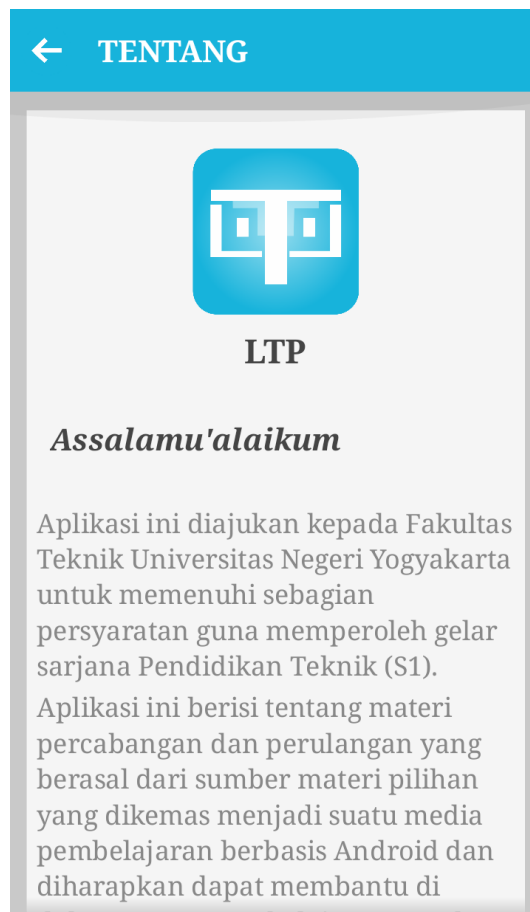 TENTANG
LTP
Assalamu'alaikum
Aplikasi ini diajukan kepada Fakultas
Teknik Universitas Negeri Yogyakarta
untuk memenuhi sebagian
persyaratan guna memperoleh gelar
sarjana Pendidikan Teknik (S1).
Aplikasi ini berisi tentang materi
percabangan dan perulangan yang
berasal dari sumber materi pilihan
yang dikemas menjadi suatu media
pembelajaran berbasis Android dan
diharapkan dapat membantu di